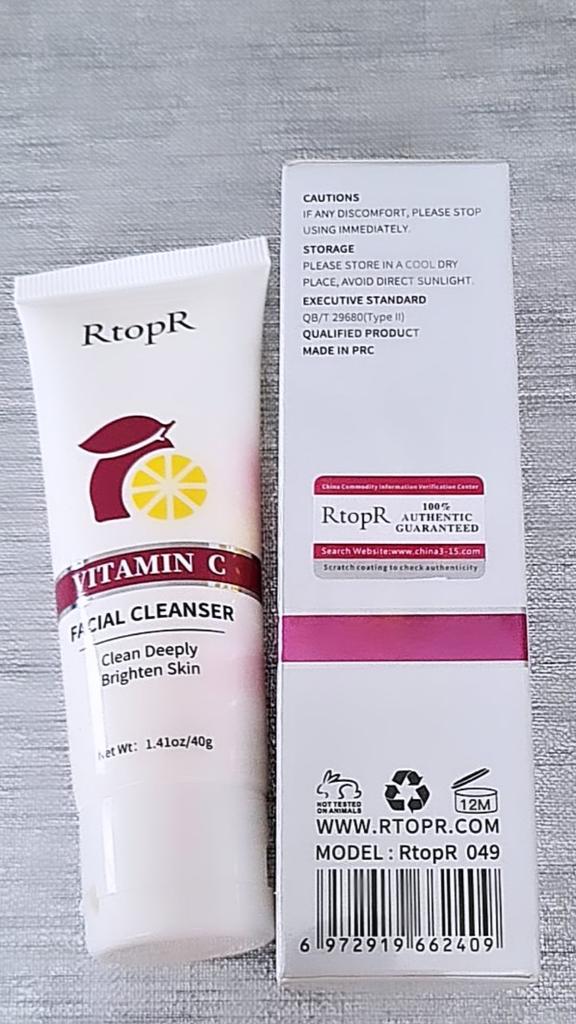 RtopR
VITAMIN C
FACIAL CLEANSER
Clean Deeply
Brighten Skin
Net Wt: 1.41oz/40g
CAUTIONS
IF ANY DISCOMFORT, PLEASE STOP
USING IMMEDIATELY.
STORAGE
PLEASE STORE IN A COOL DRY
PLACE, AVOID DIRECT SUNLIGHT.
EXECUTIVE STANDARD
QB/T 29680(Type II)
QUALIFIED PRODUCT
MADE IN PRC
China Commodity Information Verification Center
RtopR
100%
AUTHENTIC
GUARANTEED
Search Website:www.china3-15.com
Scratch coating to check authenticity
NOT TESTED
ON ANIMALS
12M
WWW.RTOPR.COM
MODEL : RtopR 049
6 972919 662409